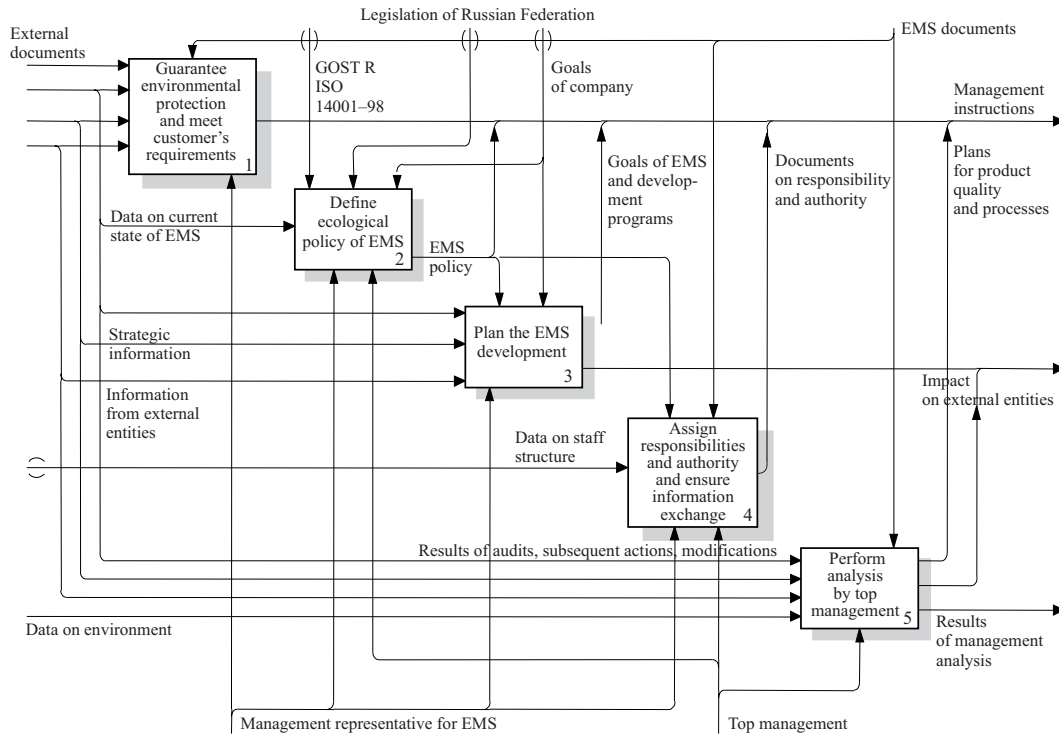 Legislation of Russian Federation
External
documents
EMS documents
Guarantee
environmental
protection
and meet
customer's
requirements
1
GOST R
ISO
14001–98
Goals
of company
Management
instructions
Goals of EMS
and develop-
ment
programs
Documents
on responsibility
and authority
Plans
for product
quality
and processes
Data on current
state of EMS
Define
ecological
policy of EMS
2
EMS
policy
Strategic
information
Plan the EMS
development
3
Information
from external
entities
Impact
on external entities
Data on staff
structure
Assign
responsibilities
and authority
and ensure
information
exchange
4
Results of audits, subsequent actions, modifications
Perform
analysis
by top
management
5
Data on environment
Results
of management
analysis
Management representative for EMS
Top management